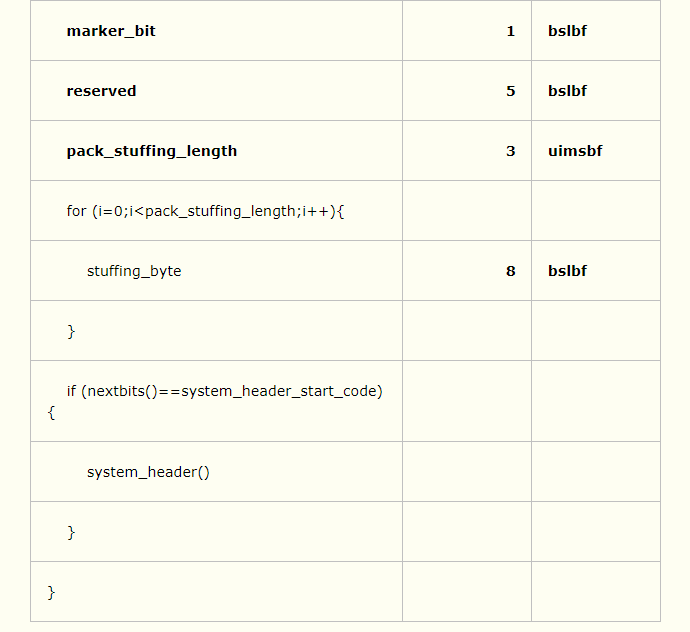 marker_bit 1 bslbf
reserved 5 bslbf
pack_stuffing_length 3 uimsbf
for (i=0;i<pack_stuffing_length;i++){
stuffing_byte 8 bslbf
}
if (nextbits()==system_header_start_code)
{
system_header()
}
}